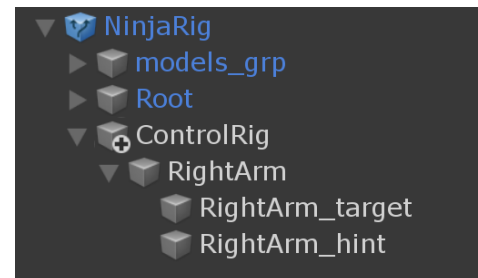 NinjaRig
models_grp
Root
ControlRig
RightArm
RightArm_target
RightArm_hint